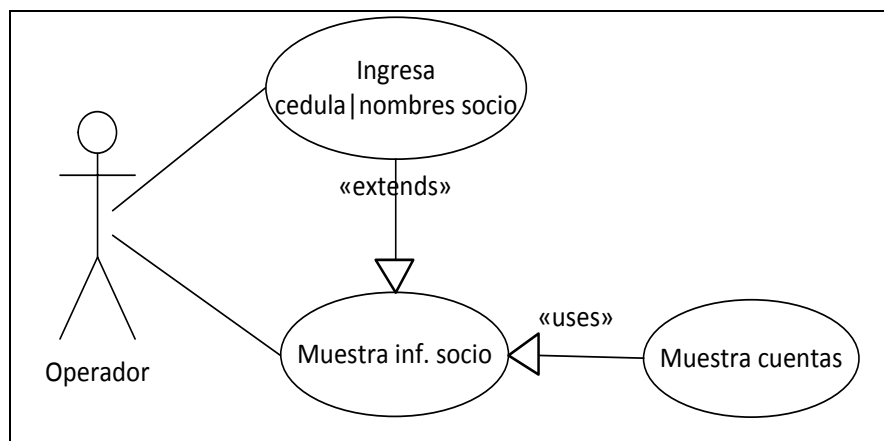 Ingresa
cedula|nombres socio
«extends»
«uses»
Muestra inf. socio
Muestra cuentas
Operador